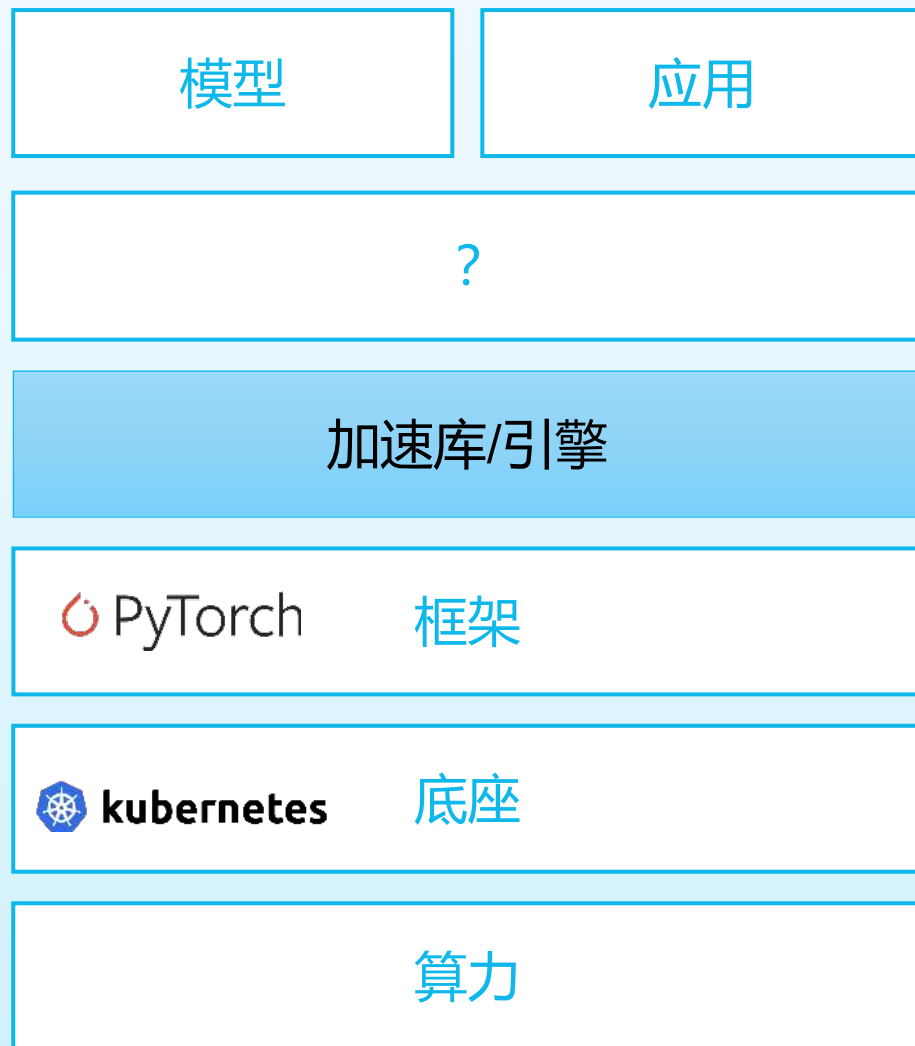 模型
应用
？
加速库/引擎
PyTorch
框架
kubernetes
底座
算力